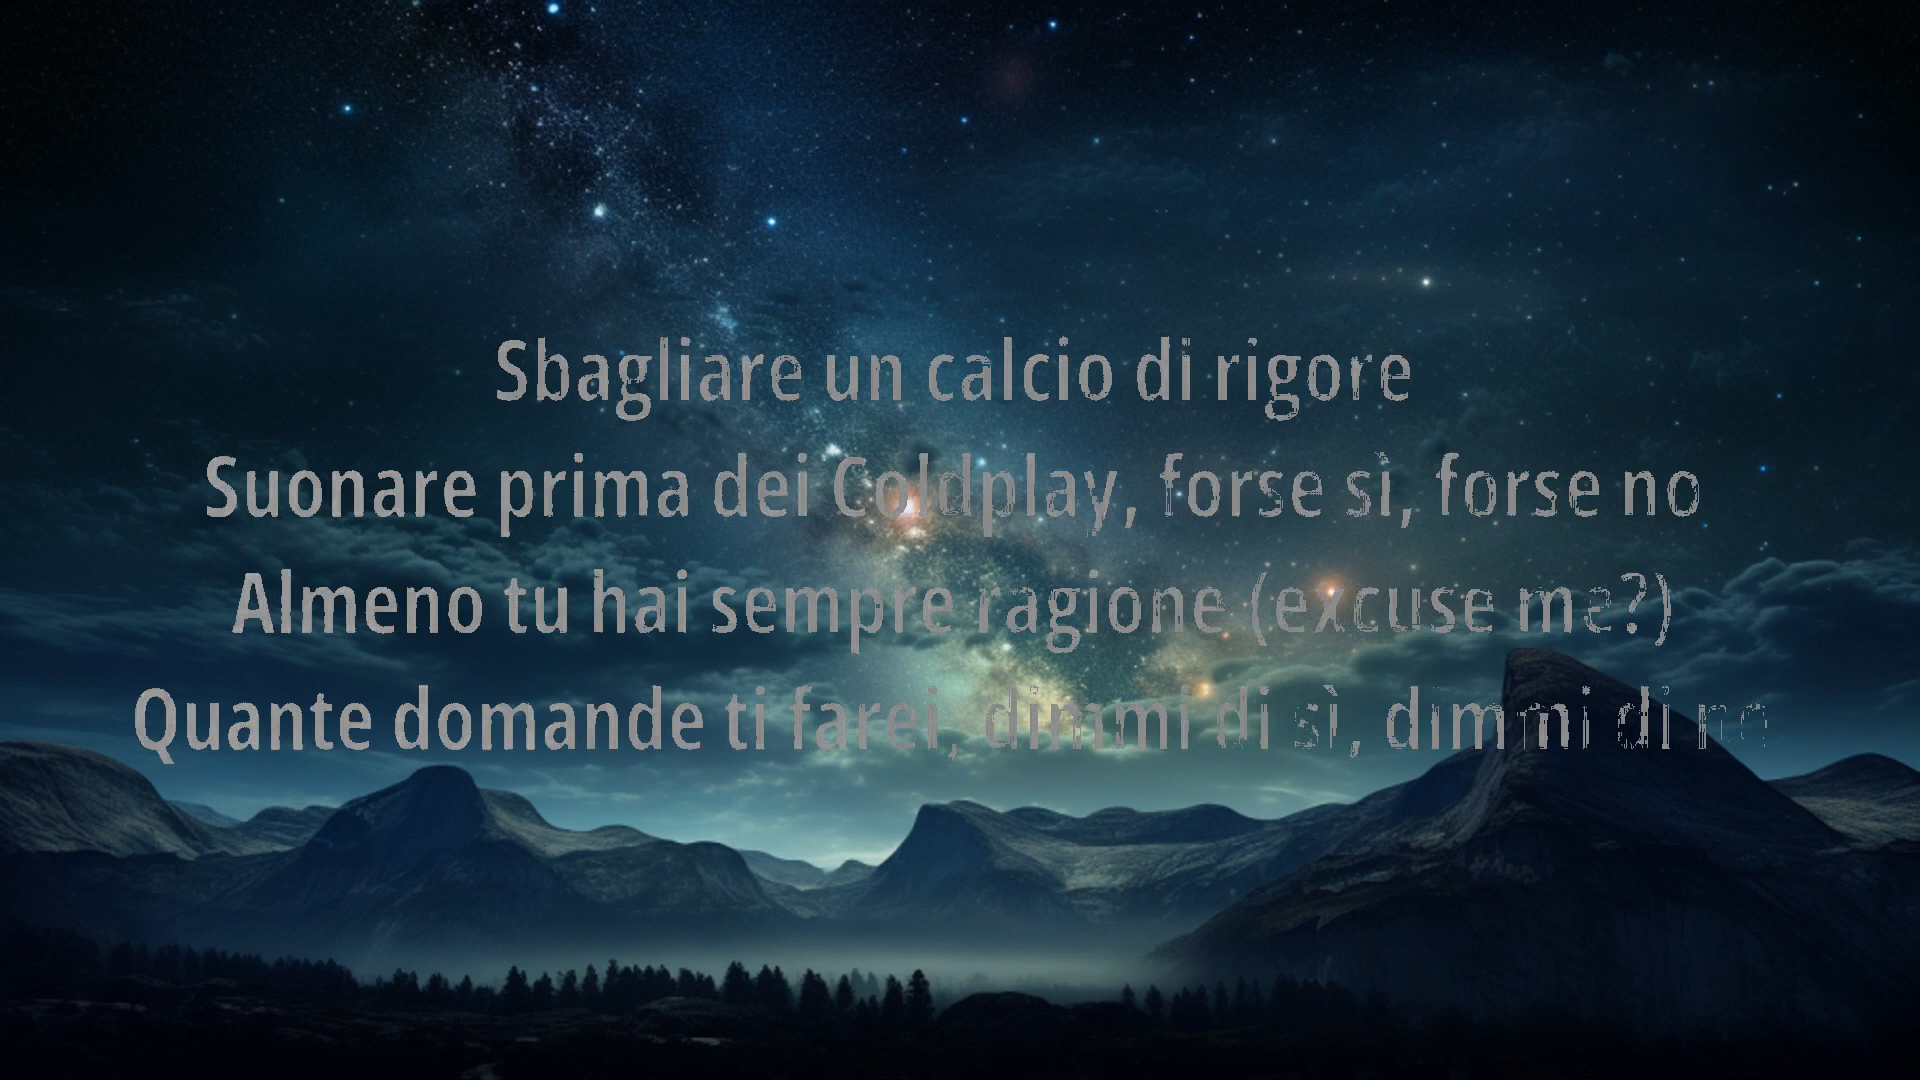 Sbagliare un calcio di rigore
Suonare prima dei Coldplay, forse sì, forse no
Almeno tu hai sempre ragione (excuse me?)
Quante domande ti farei, dimmi di sì, dimmi di no